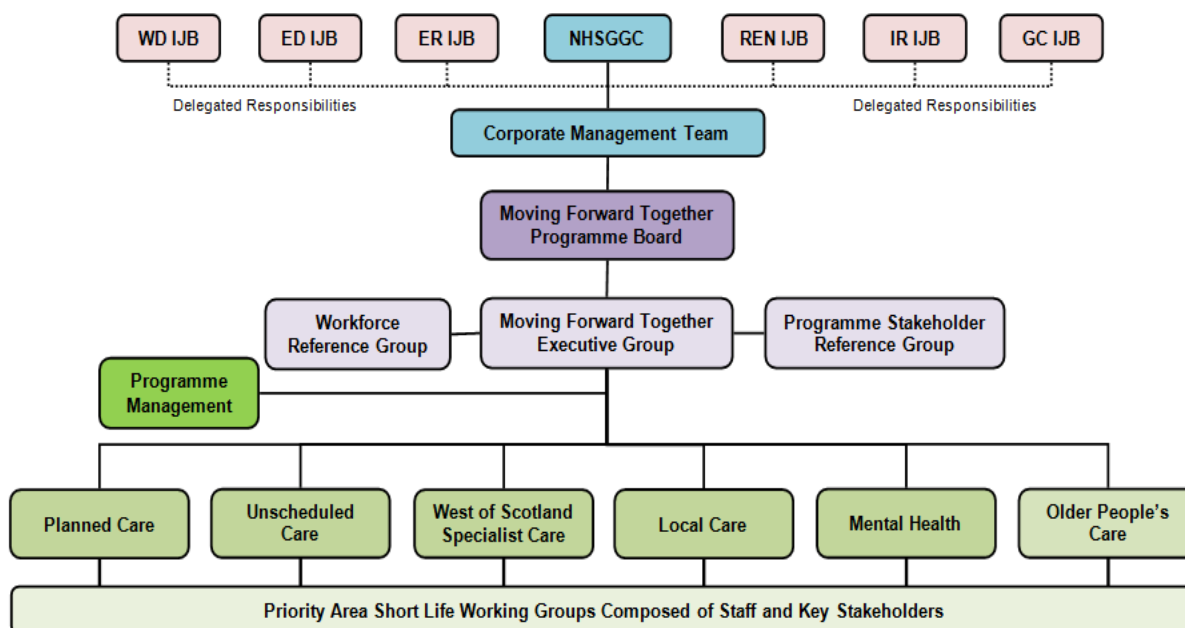 WD IJB
ED IJB
ER IJB
NHSGGC
REN IJB
IR IJB
GC IJB
Delegated Responsibilities
Delegated Responsibilities
Corporate Management Team
Moving Forward Together
Programme Board
Workforce
Reference Group
Moving Forward Together
Executive Group
Programme Stakeholder
Reference Group
Programme
Management
Planned Care
Unscheduled
Care
West of Scotland
Specialist Care
Local Care
Mental Health
Older People's
Care
Priority Area Short Life Working Groups Composed of Staff and Key Stakeholders